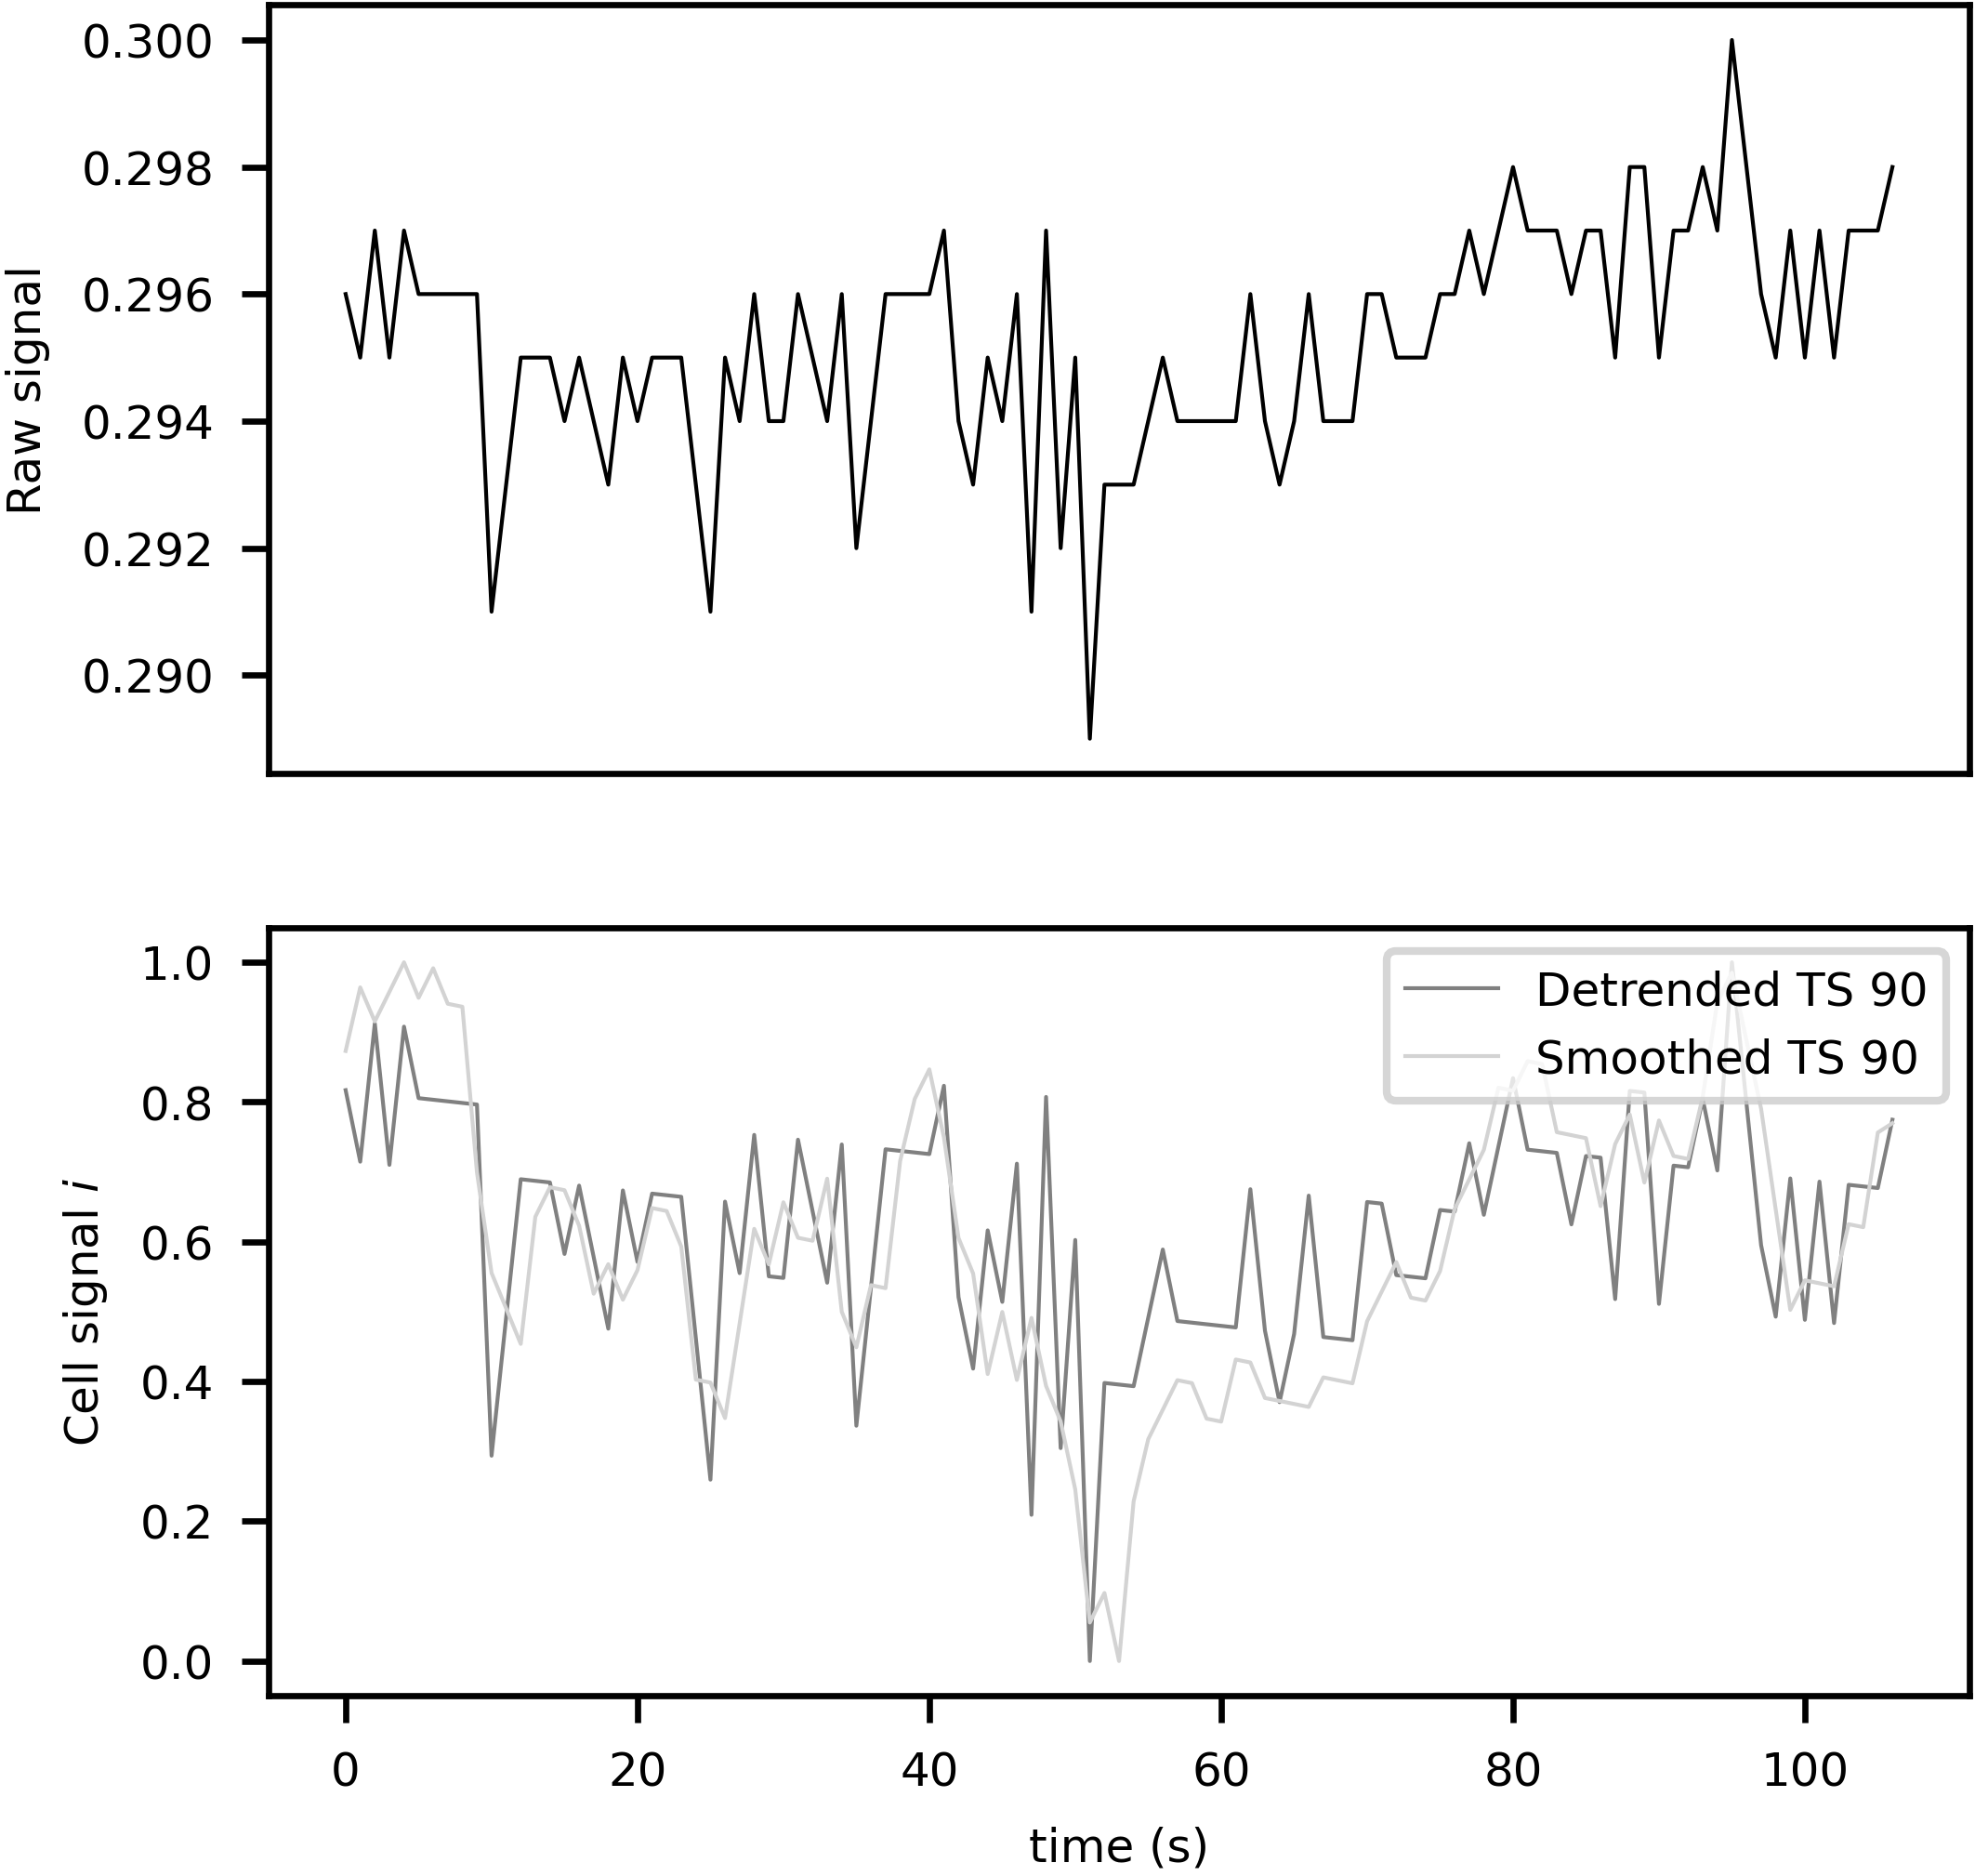 0.300
0.298
0.296
0.294
0.292
0.290
Raw signal
1.0
0.8
0.6
0.4
0.2
0.0
Cell signal i
Detrended TS 90
Smoothed TS 90
0 20 40 60 80 100
time (s)